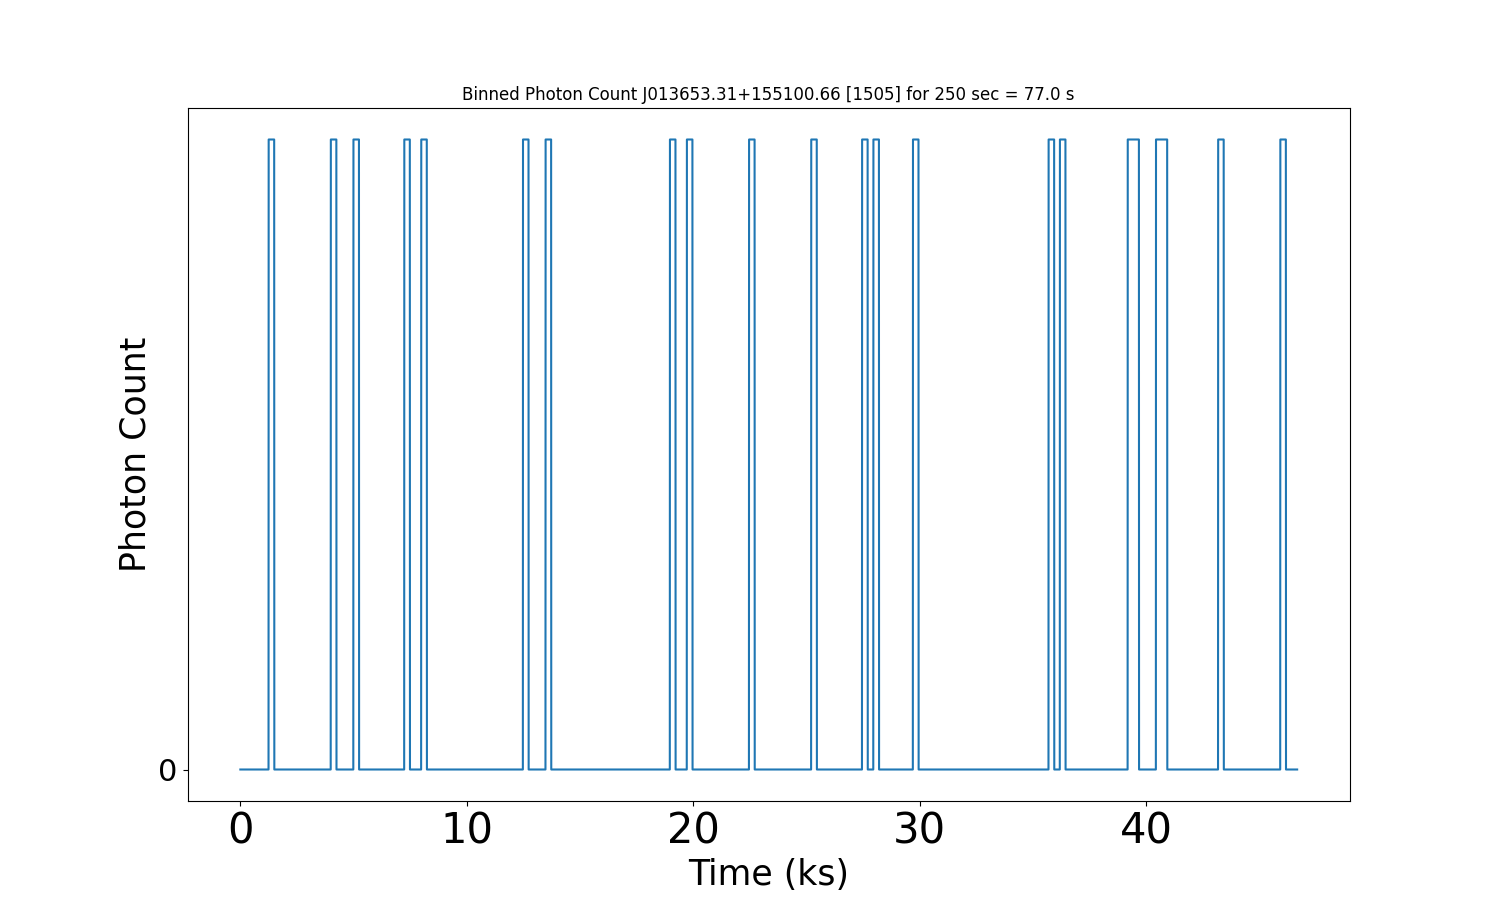 Binned Photon Count J013653.31+155100.66 [1505] for 250 sec = 77.0 s
Photon Count
0
0 10 20 30 40
Time (ks)